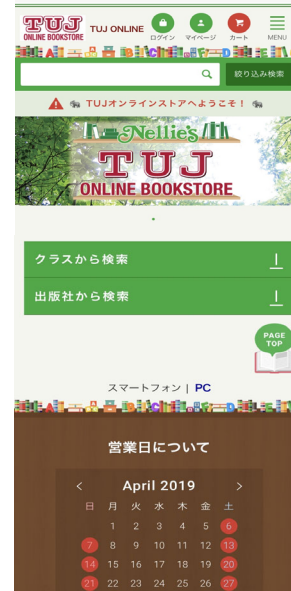 TUJ
ONLINE BOOKSTORE
TUJ ONLINE
ログイン
マイページ
カート
MENU
絞り込み検索
TUJオンラインストアへようこそ！
Nellie's
TUJ
ONLINE BOOKSTORE
クラスから検索
出版社から検索
PAGE
TOP
スマートフォン | PC
営業日について
< April 2019 >
日 月 火 水 木 金 土
1 2 3 4 5 6
7 8 9 10 11 12 13
14 15 16 17 18 19 20
21 22 23 24 25 26 27